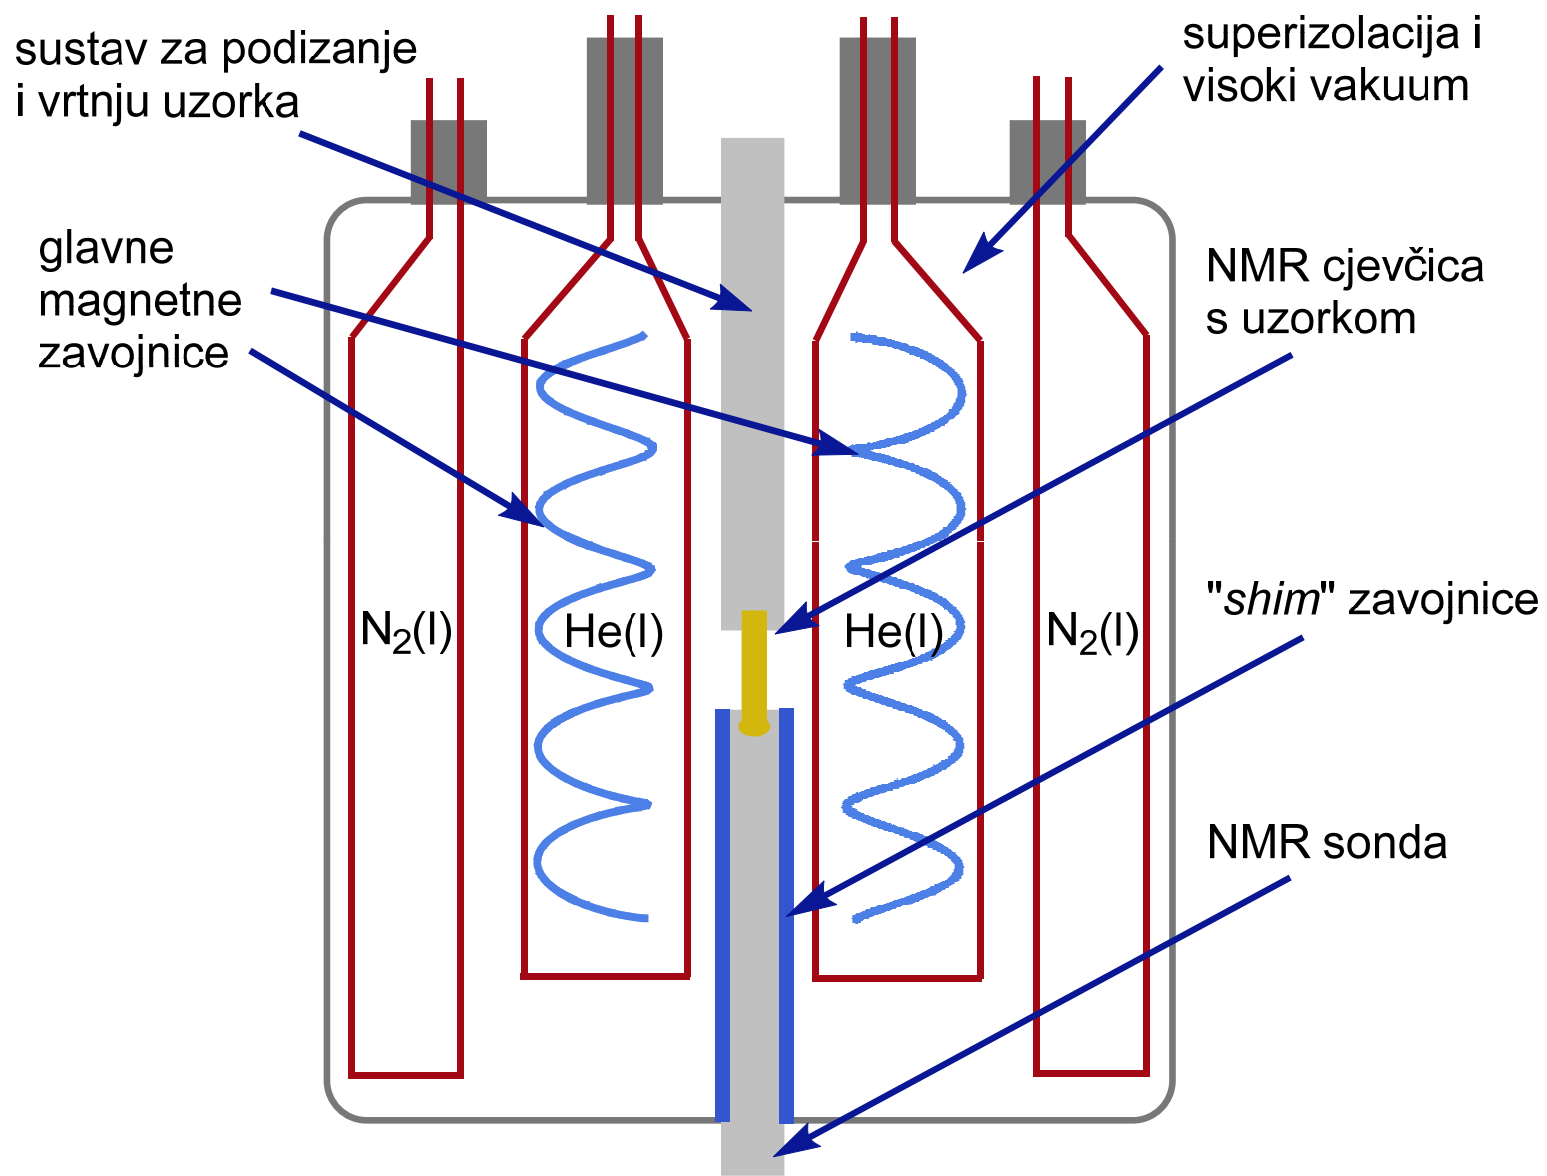 sustav za podizanje
i vrtnju uzorka
superizolacija i
visoki vakuum
glavne
magnetne
zavojnice
NMR cjevčica
s uzorkom
"shim" zavojnice
N₂(l)
He(l)
He(l)
N₂(l)
NMR sonda